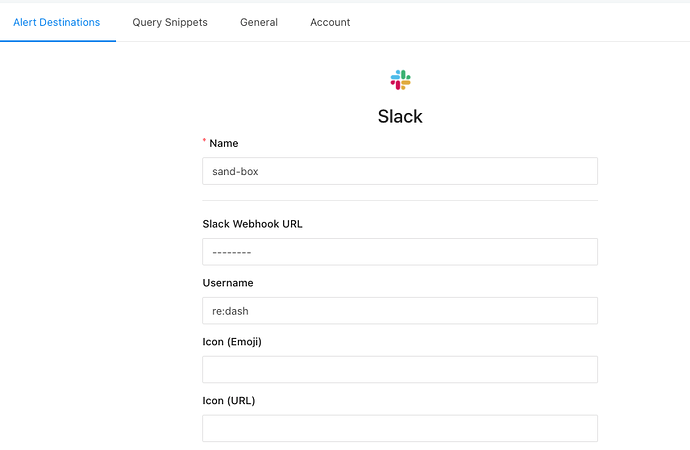 Alert Destinations Query Snippets General Account
Slack
* Name
sand-box
Slack Webhook URL
--------
Username
re:dash
Icon (Emoji)
Icon (URL)